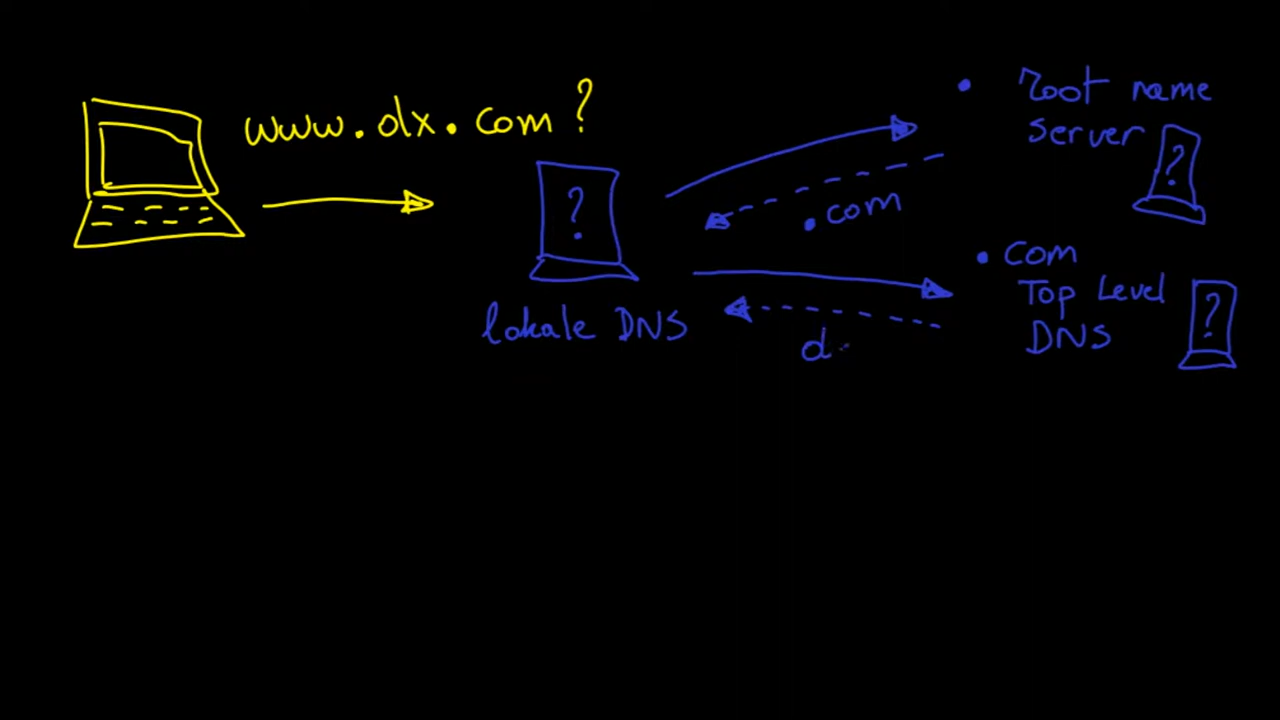 www.dx.com?
• root name
server
?
?
.com
• com
Top Level
DNS
?
lokale DNS
d